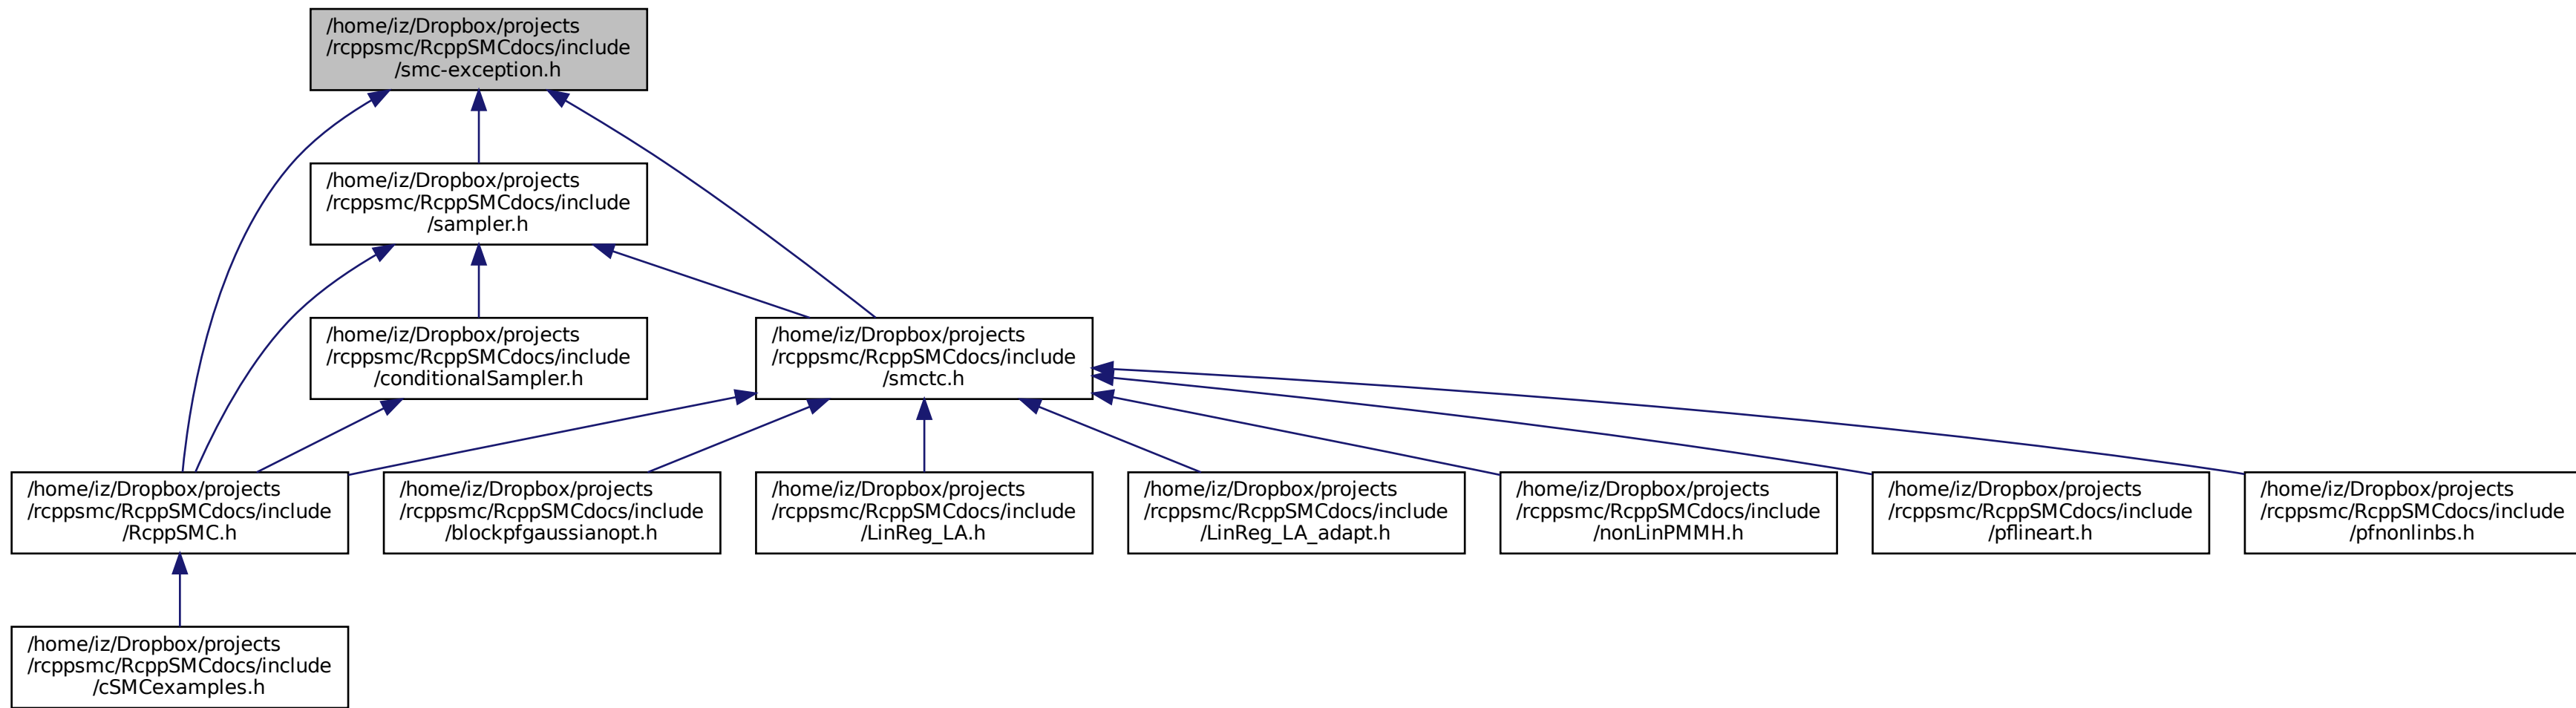 /home/iz/Dropbox/projects
/rcppsmc/RcppSMCdocs/include
/smc-exception.h
/home/iz/Dropbox/projects
/rcppsmc/RcppSMCdocs/include
/sampler.h
/home/iz/Dropbox/projects
/rcppsmc/RcppSMCdocs/include
/conditionalSampler.h
/home/iz/Dropbox/projects
/rcppsmc/RcppSMCdocs/include
/smctc.h
/home/iz/Dropbox/projects
/rcppsmc/RcppSMCdocs/include
/RcppSMC.h
/home/iz/Dropbox/projects
/rcppsmc/RcppSMCdocs/include
/blockpfgaussianopt.h
/home/iz/Dropbox/projects
/rcppsmc/RcppSMCdocs/include
/LinReg_LA.h
/home/iz/Dropbox/projects
/rcppsmc/RcppSMCdocs/include
/LinReg_LA_adapt.h
/home/iz/Dropbox/projects
/rcppsmc/RcppSMCdocs/include
/nonLinPMMH.h
/home/iz/Dropbox/projects
/rcppsmc/RcppSMCdocs/include
/pflineart.h
/home/iz/Dropbox/projects
/rcppsmc/RcppSMCdocs/include
/pfnonlinbs.h
/home/iz/Dropbox/projects
/rcppsmc/RcppSMCdocs/include
/cSMCexamples.h